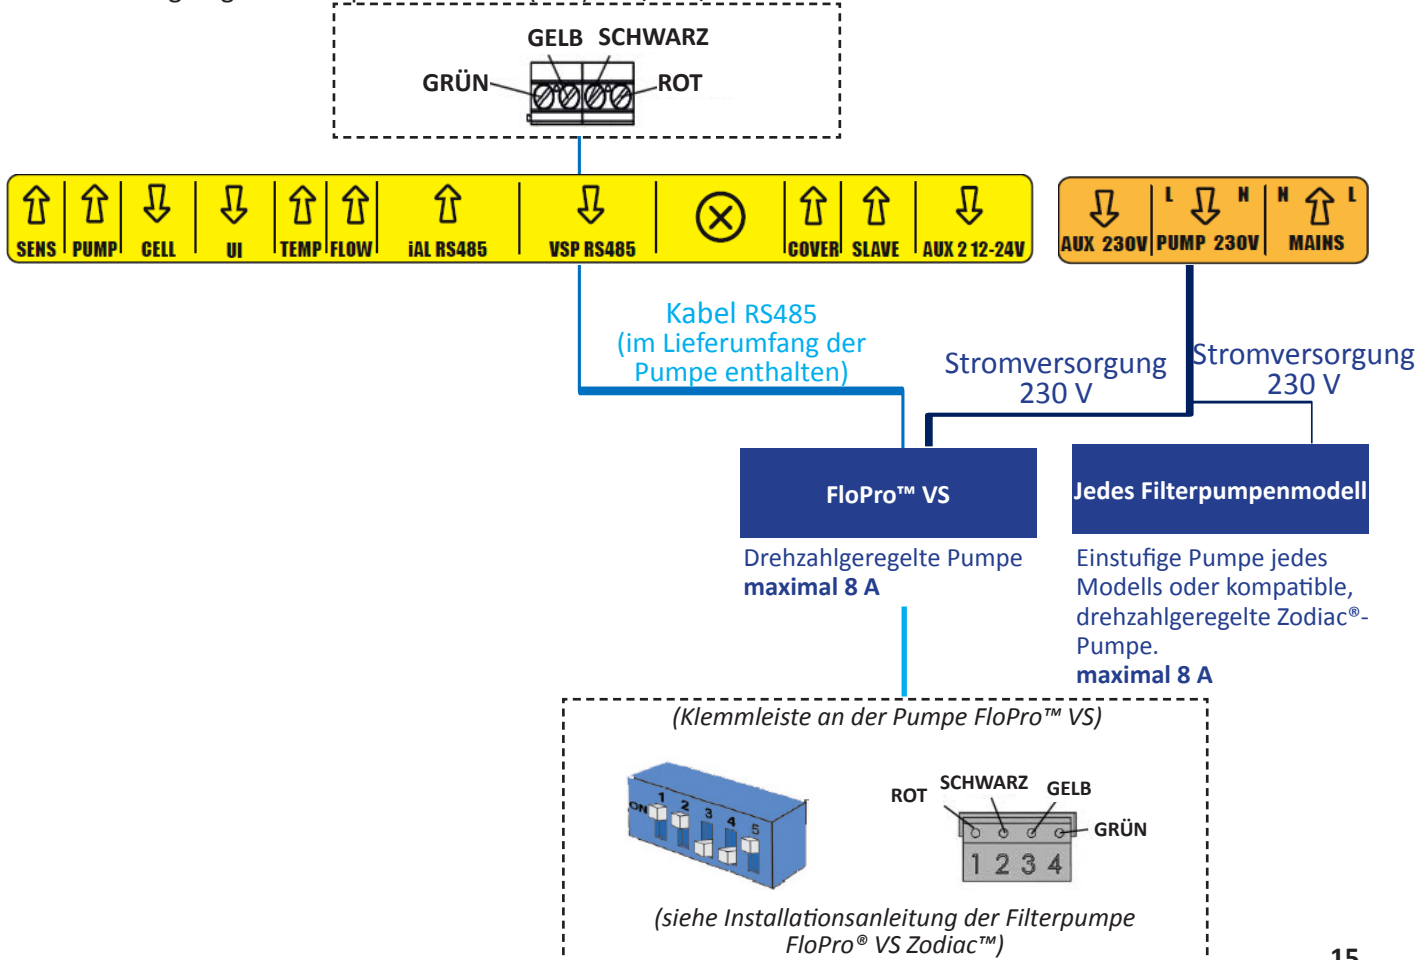 GELB SCHWARZ
GRÜN
ROT
SENS PUMP CELL UI TEMP FLOW iAL RS485 VSP RS485 COVER SLAVE AUX 2 12-24V
L N N L
AUX 230V PUMP 230V MAINS
Kabel RS485
(im Lieferumfang der
Pumpe enthalten)
Stromversorgung
230 V
Stromversorgung
230 V
FloPro™ VS
Jedes Filterpumpenmodell
Drehzahlgeregelte Pumpe
maximal 8 A
Einstufige Pumpe jedes
Modells oder kompatible,
drehzahlgeregelte Zodiac®-
Pumpe.
maximal 8 A
(Klemmleiste an der Pumpe FloPro™ VS)
ON 1 2 3 4 5
ROT SCHWARZ GELB
GRÜN
1 2 3 4
(siehe Installationsanleitung der Filterpumpe
FloPro® VS Zodiac™)
15